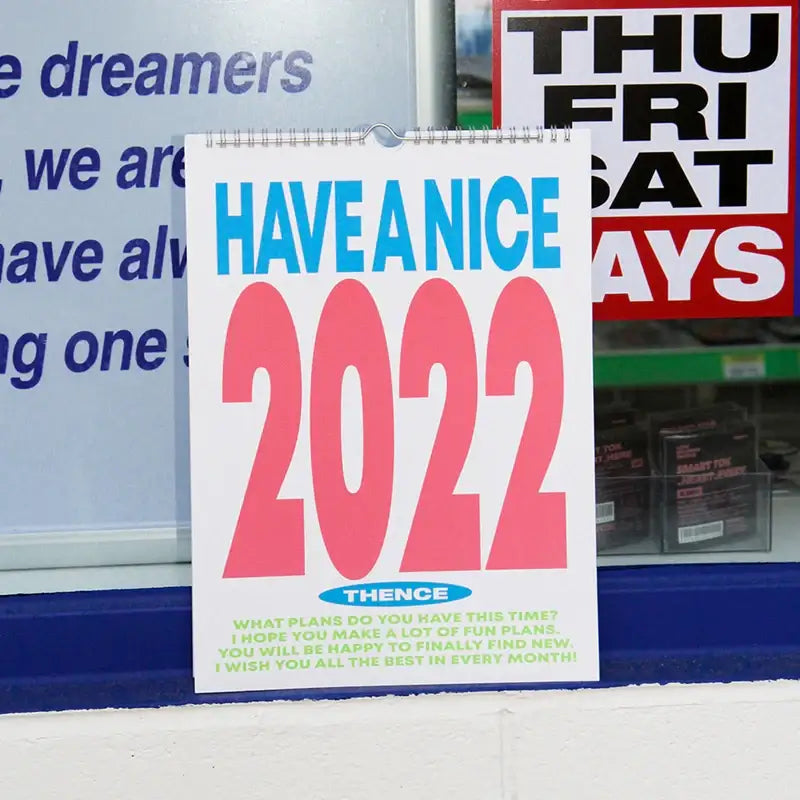 e dreamers
, we are
have alw
ng one s
THU
FRI
SAT
AYS
HAVE A NICE
2022
THENCE
WHAT PLANS DO YOU HAVE THIS TIME?
I HOPE YOU MAKE A LOT OF FUN PLANS.
YOU WILL BE HAPPY TO FINALLY FIND NEW.
I WISH YOU ALL THE BEST IN EVERY MONTH!
SMART TOK